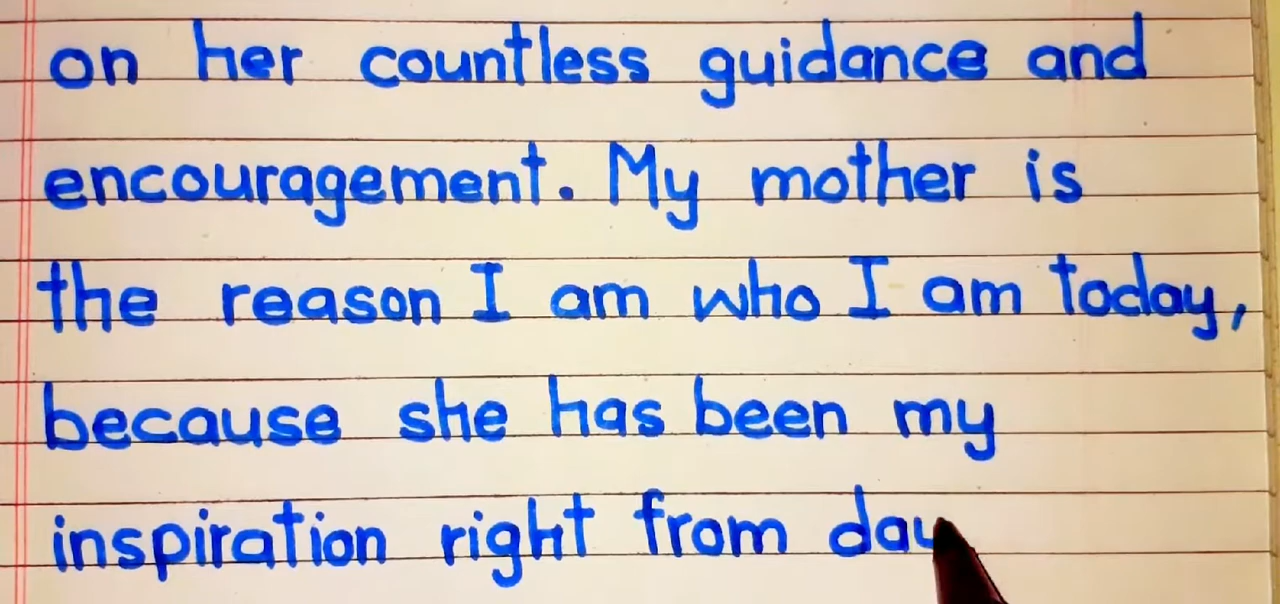 on her countless guidance and
encouragement. My mother is
the reason I am who I am today,
because she has been my
inspiration right from